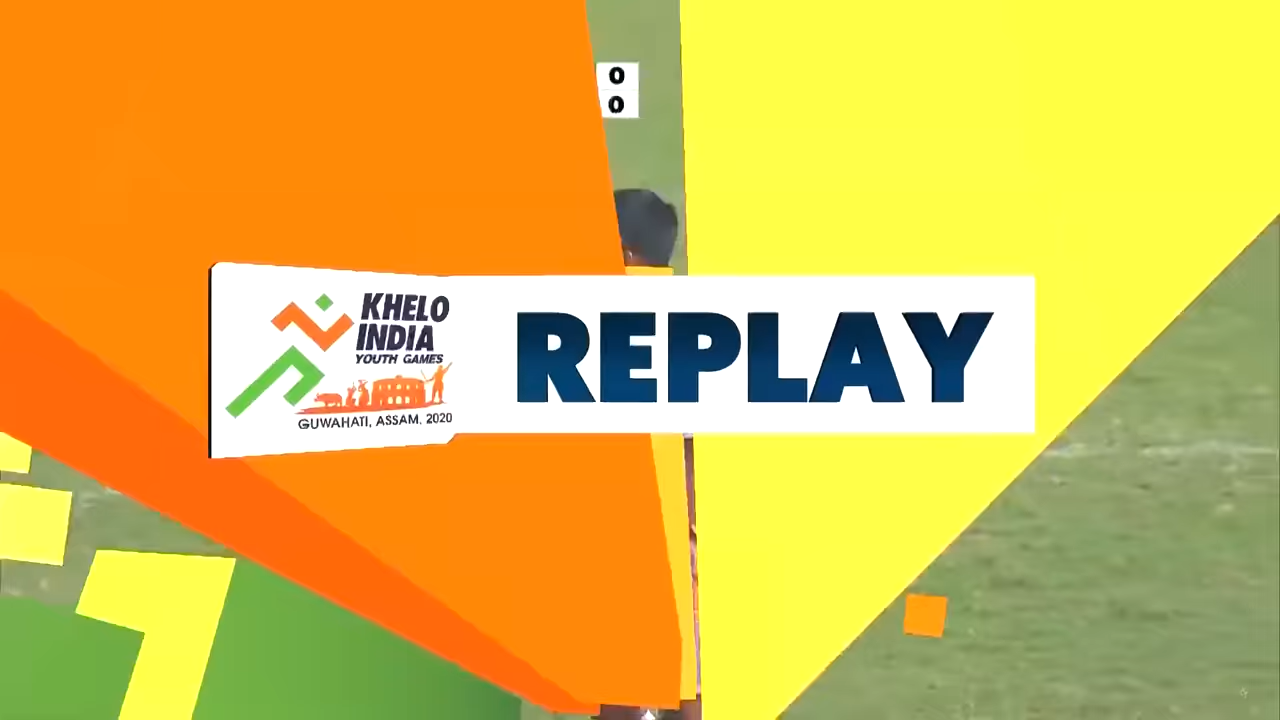 0
0
KHELO
INDIA
YOUTH GAMES
GUWAHATI, ASSAM, 2020
REPLAY